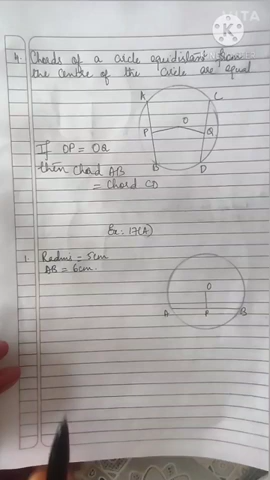 4. Chords of a circle equidistant from
the centre of the circle are equal
A C
O
P Q
B D
If OP = OQ
then Chord AB
= Chord CD
Ex: 17(A)
1. Radius = 5cm
AB = 6cm.
O
A P B